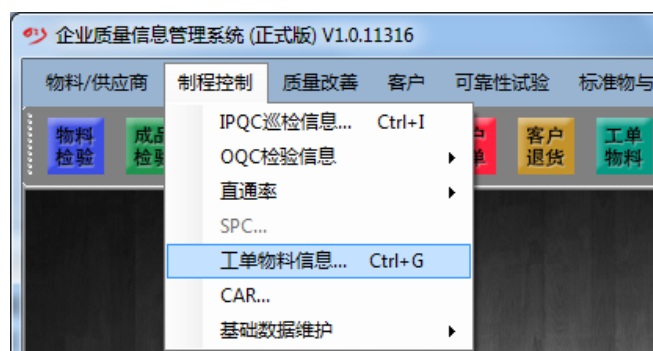 企业质量信息管理系统 (正式版) V1.0.11316
物料/供应商 制程控制 质量改善 客户 可靠性试验 标准物与
物料 成品 客户 工单
检验 检验 单 退货 物料
IPQC巡检信息... Ctrl+I
OQC检验信息
直通率
SPC...
工单物料信息... Ctrl+G
CAR...
基础数据维护